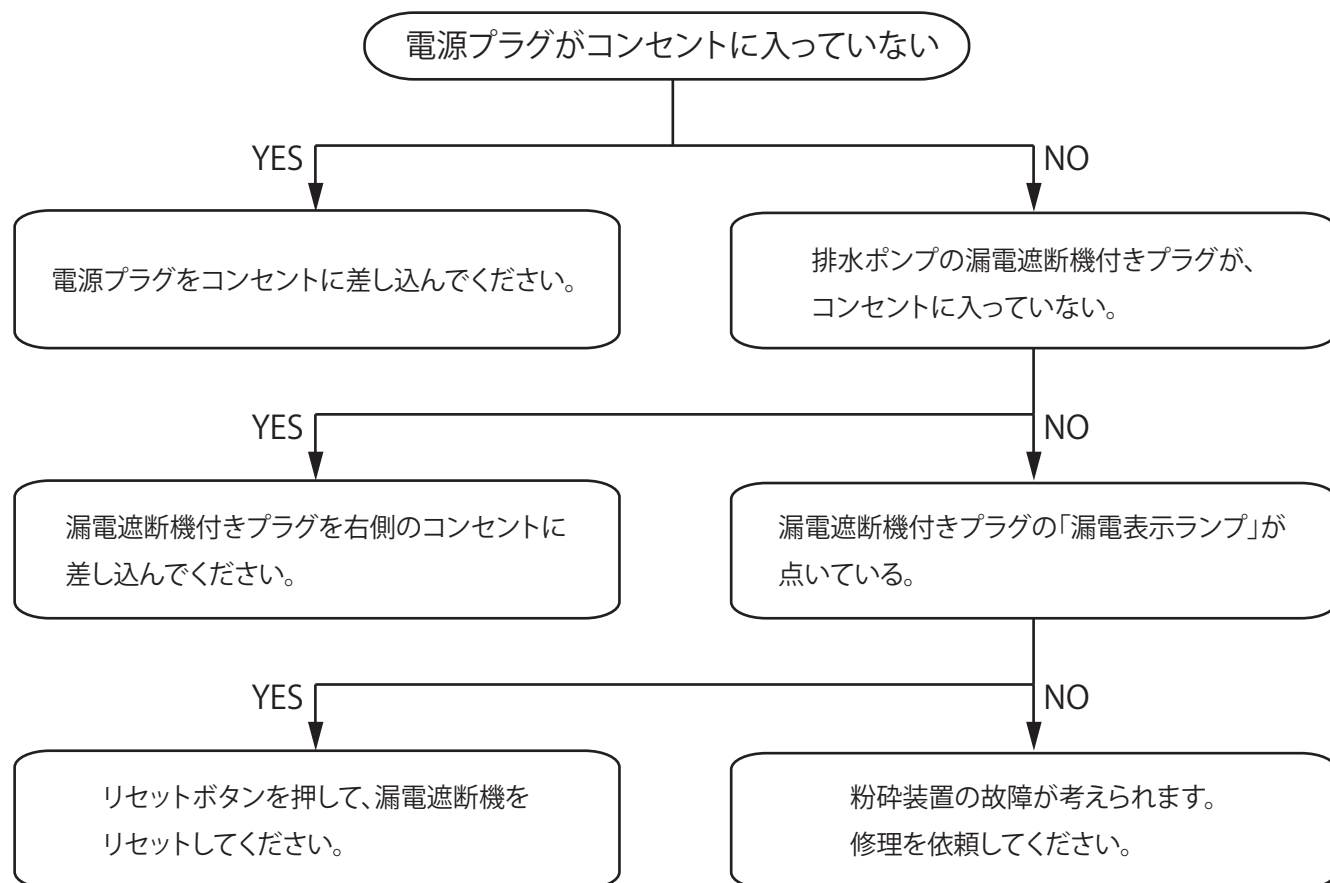 電源プラグがコンセントに入っていない
YES
NO
電源プラグをコンセントに差し込んでください。
排水ポンプの漏電遮断機付きプラグが、
コンセントに入っていない。
YES
NO
漏電遮断機付きプラグを右側のコンセントに
差し込んでください。
漏電遮断機付きプラグの「漏電表示ランプ」が
点いている。
YES
NO
リセットボタンを押して、漏電遮断機を
リセットしてください。
粉砕装置の故障が考えられます。
修理を依頼してください。